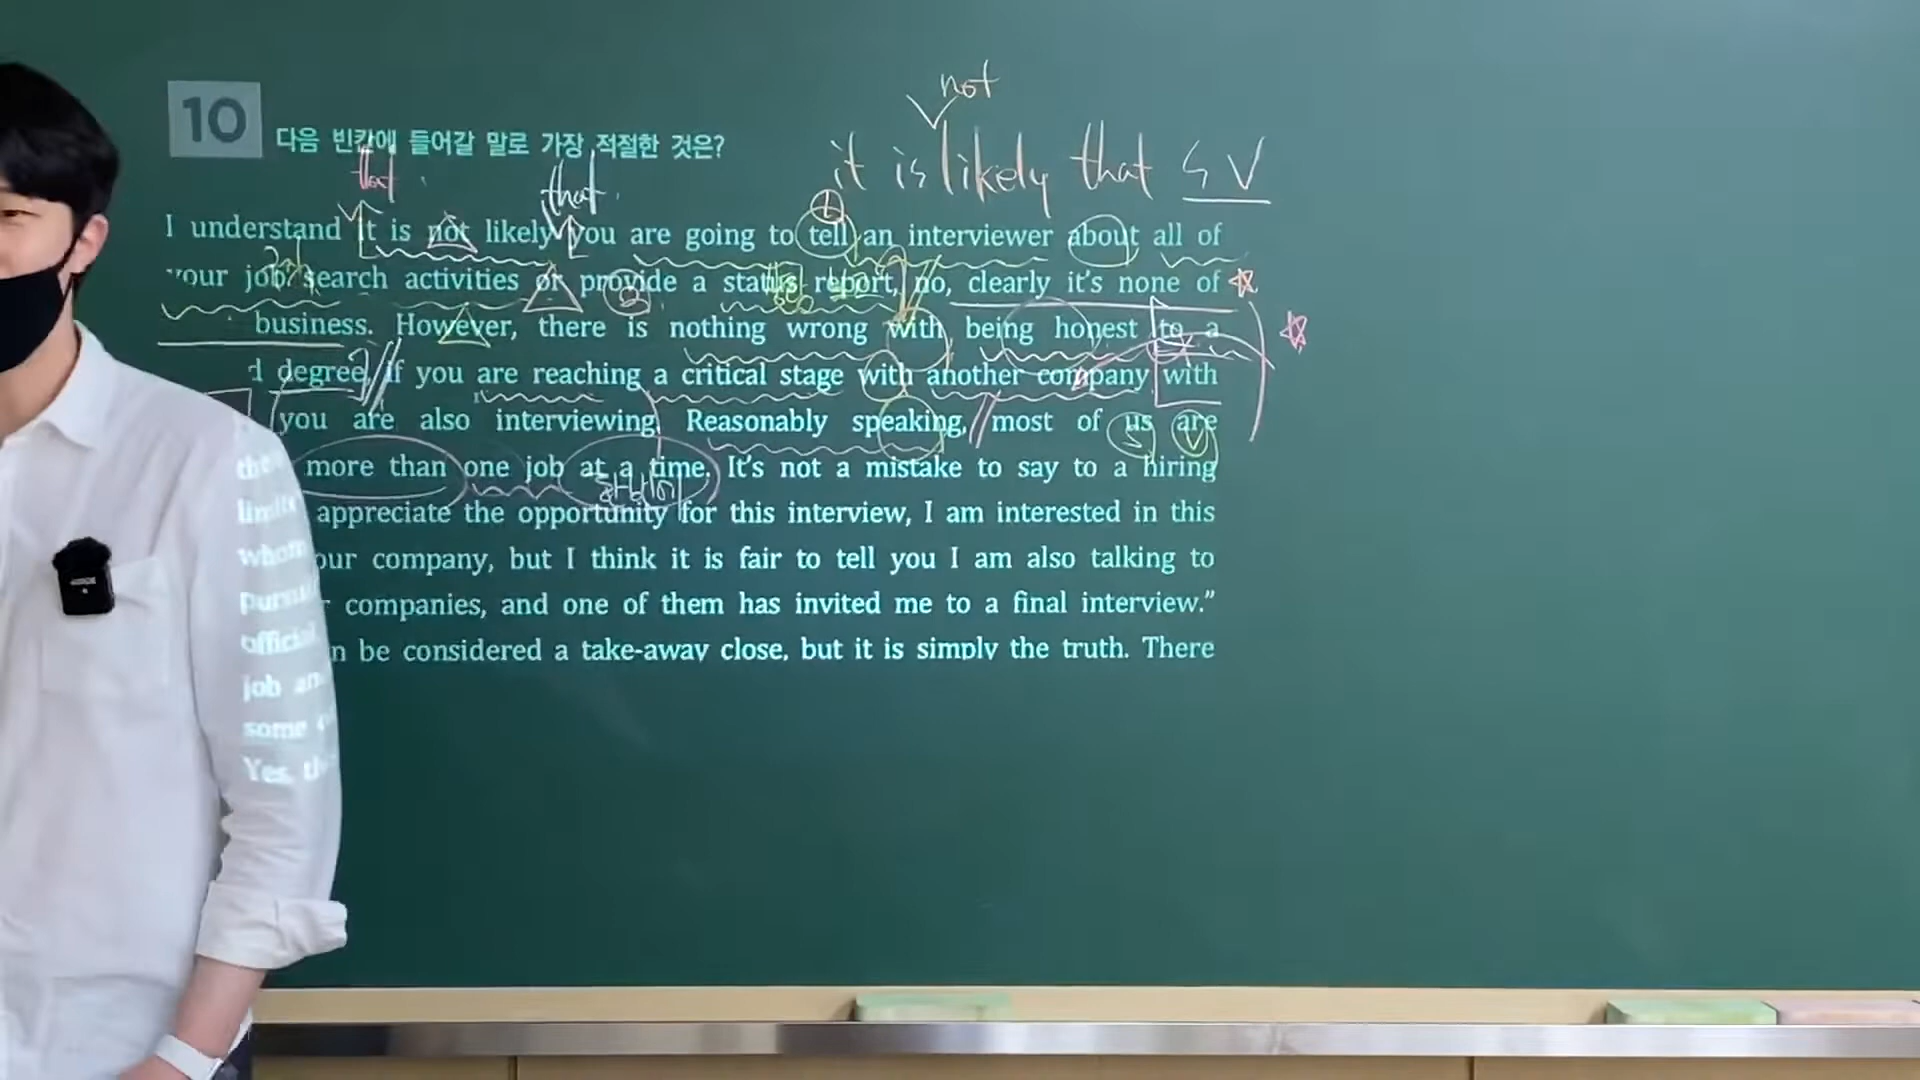 not
10
다음 빈칸에 들어갈 말로 가장 적절한 것은?
it is likely that S V
that
that
I understand it is not likely you are going to tell an interviewer about all of
your job search activities or provide a status report, no, clearly it's none of
business. However, there is nothing wrong with being honest to a
degree, if you are reaching a critical stage with another company with
you are also interviewing. Reasonably speaking, most of us are
more than one job at a time. It's not a mistake to say to a hiring
appreciate the opportunity for this interview, I am interested in this
our company, but I think it is fair to tell you I am also talking to
companies, and one of them has invited me to a final interview."
be considered a take-away close, but it is simply the truth. There
whom
official
job
some
Yes,
S
V